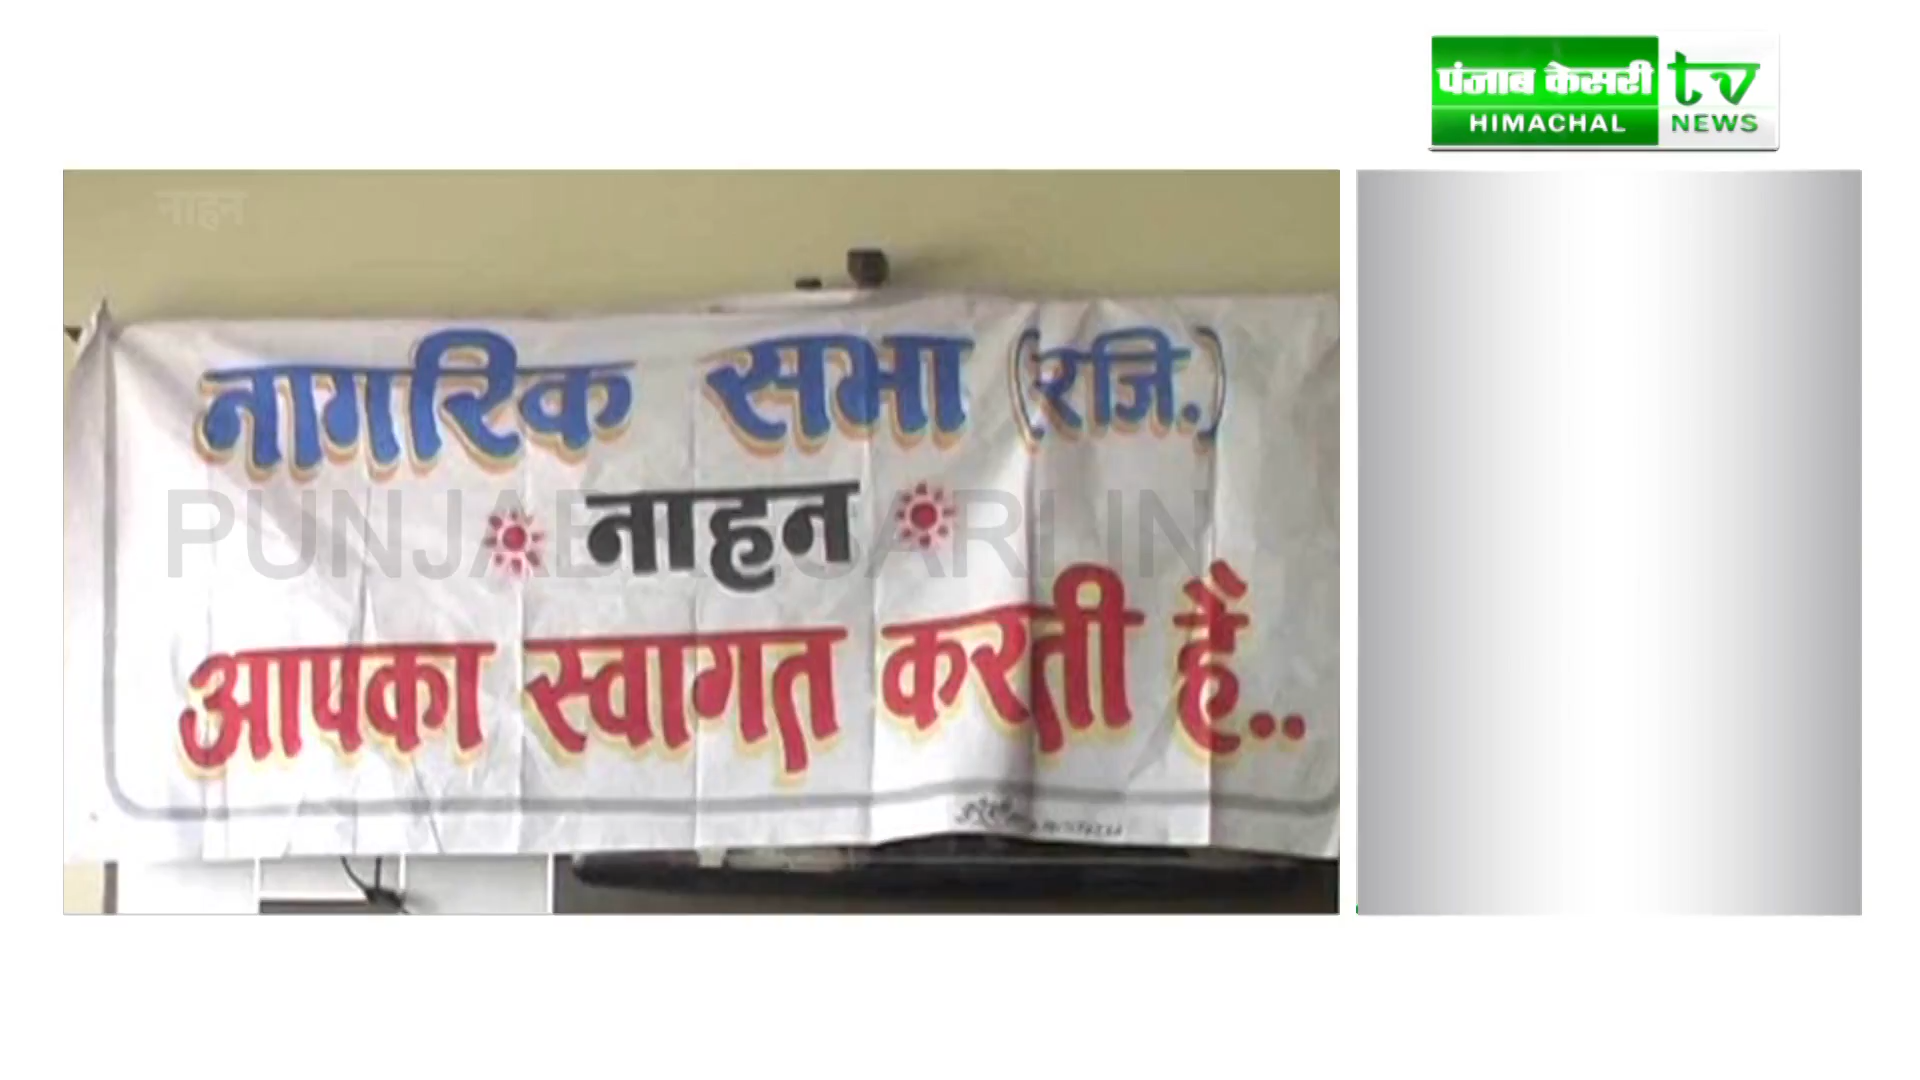 पंजाब केसरी tv
HIMACHAL NEWS
नाहन
नागरिक सभा (रजि.)
नाहन
PUNJABKESARI IN
आपका स्वागत करती है..